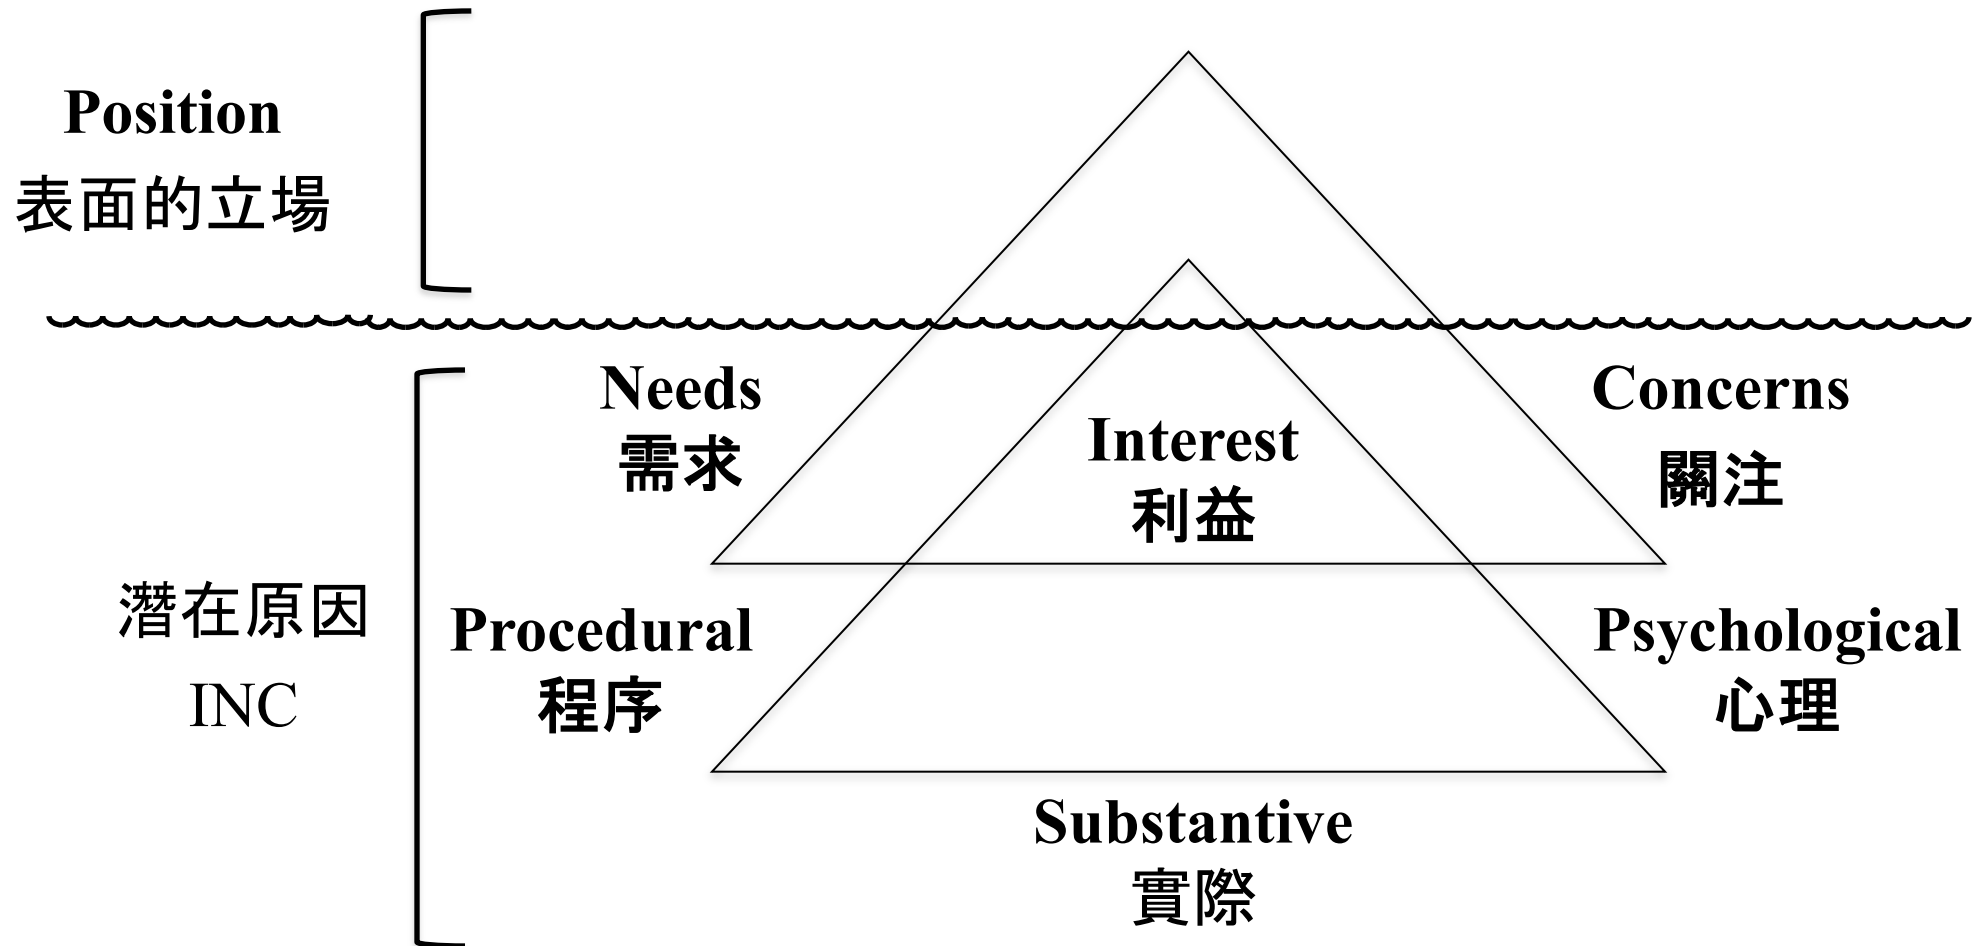 Position
表面的立場
Needs
需求
Interest
利益
Concerns
關注
潛在原因
INC
Procedural
程序
Psychological
心理
Substantive
實際